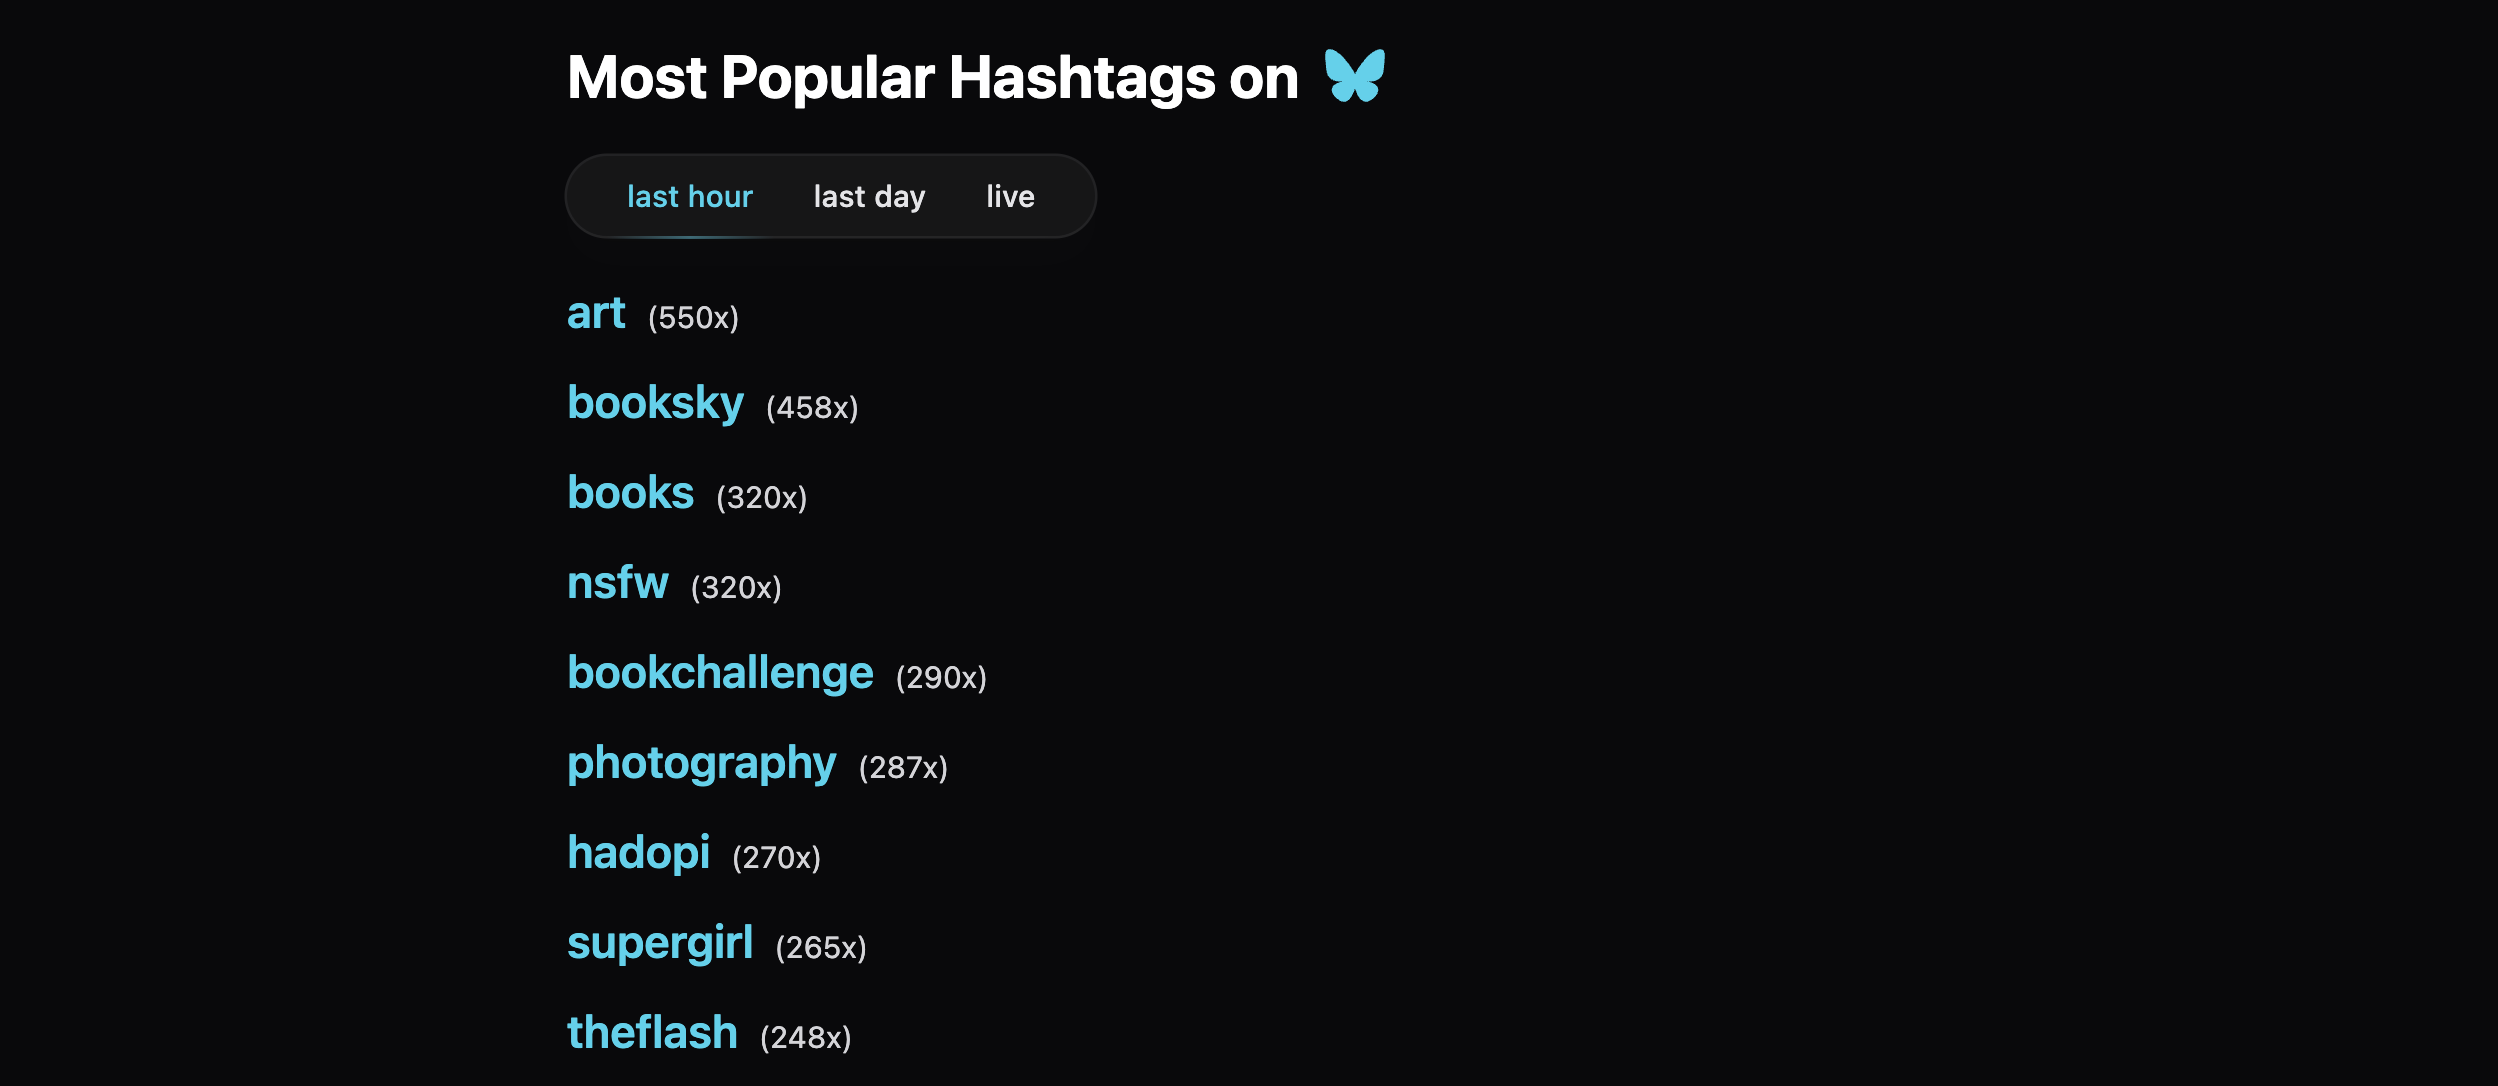 Most Popular Hashtags on
last hour last day live
art (550x)
booksky (458x)
books (320x)
nsfw (320x)
bookchallenge (290x)
photography (287x)
hadopi (270x)
supergirl (265x)
theflash (248x)